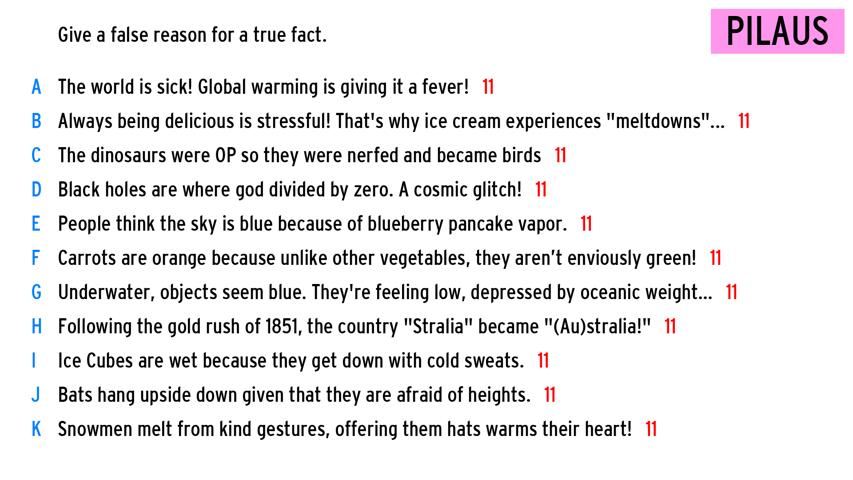 Give a false reason for a true fact.
PILAUS
A The world is sick! Global warming is giving it a fever! 11
B Always being delicious is stressful! That's why ice cream experiences "meltdowns"... 11
C The dinosaurs were OP so they were nerfed and became birds 11
D Black holes are where god divided by zero. A cosmic glitch! 11
E People think the sky is blue because of blueberry pancake vapor. 11
F Carrots are orange because unlike other vegetables, they aren’t enviously green! 11
G Underwater, objects seem blue. They're feeling low, depressed by oceanic weight... 11
H Following the gold rush of 1851, the country "Stralia" became "(Au)stralia!" 11
I Ice Cubes are wet because they get down with cold sweats. 11
J Bats hang upside down given that they are afraid of heights. 11
K Snowmen melt from kind gestures, offering them hats warms their heart! 11